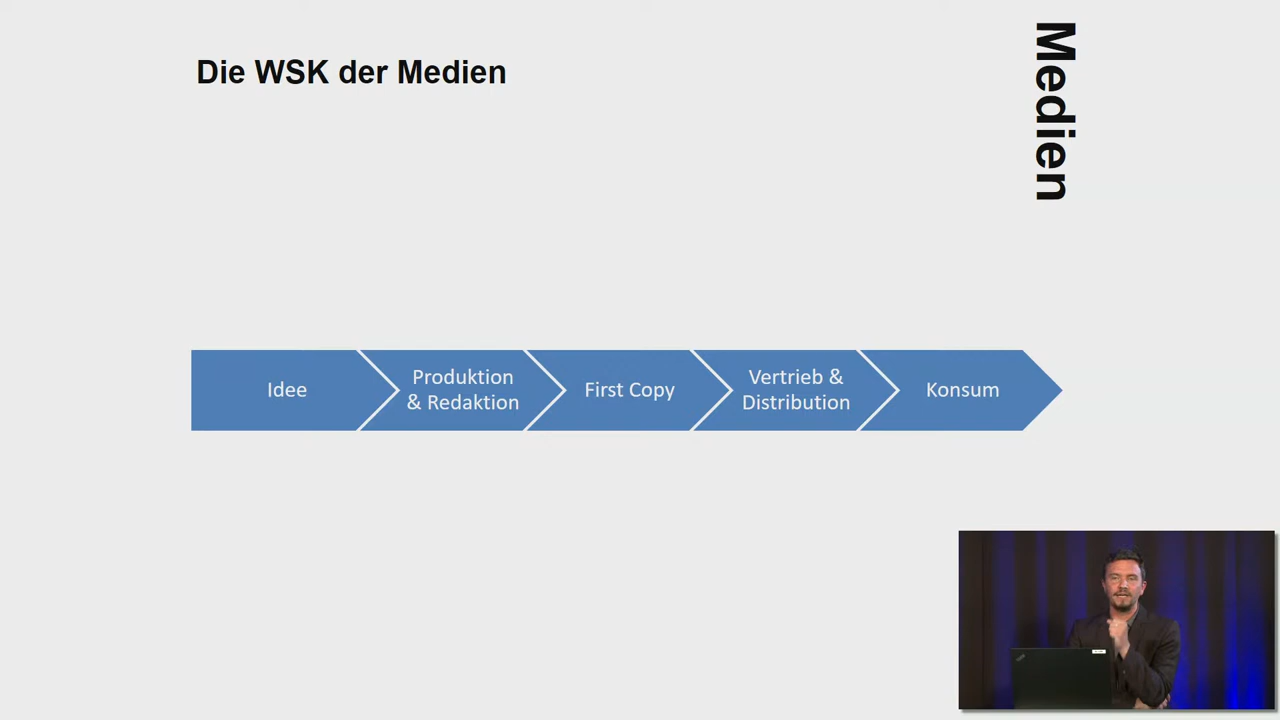 Die WSK der Medien
Medien
Idee
Produktion
& Redaktion
First Copy
Vertrieb &
Distribution
Konsum